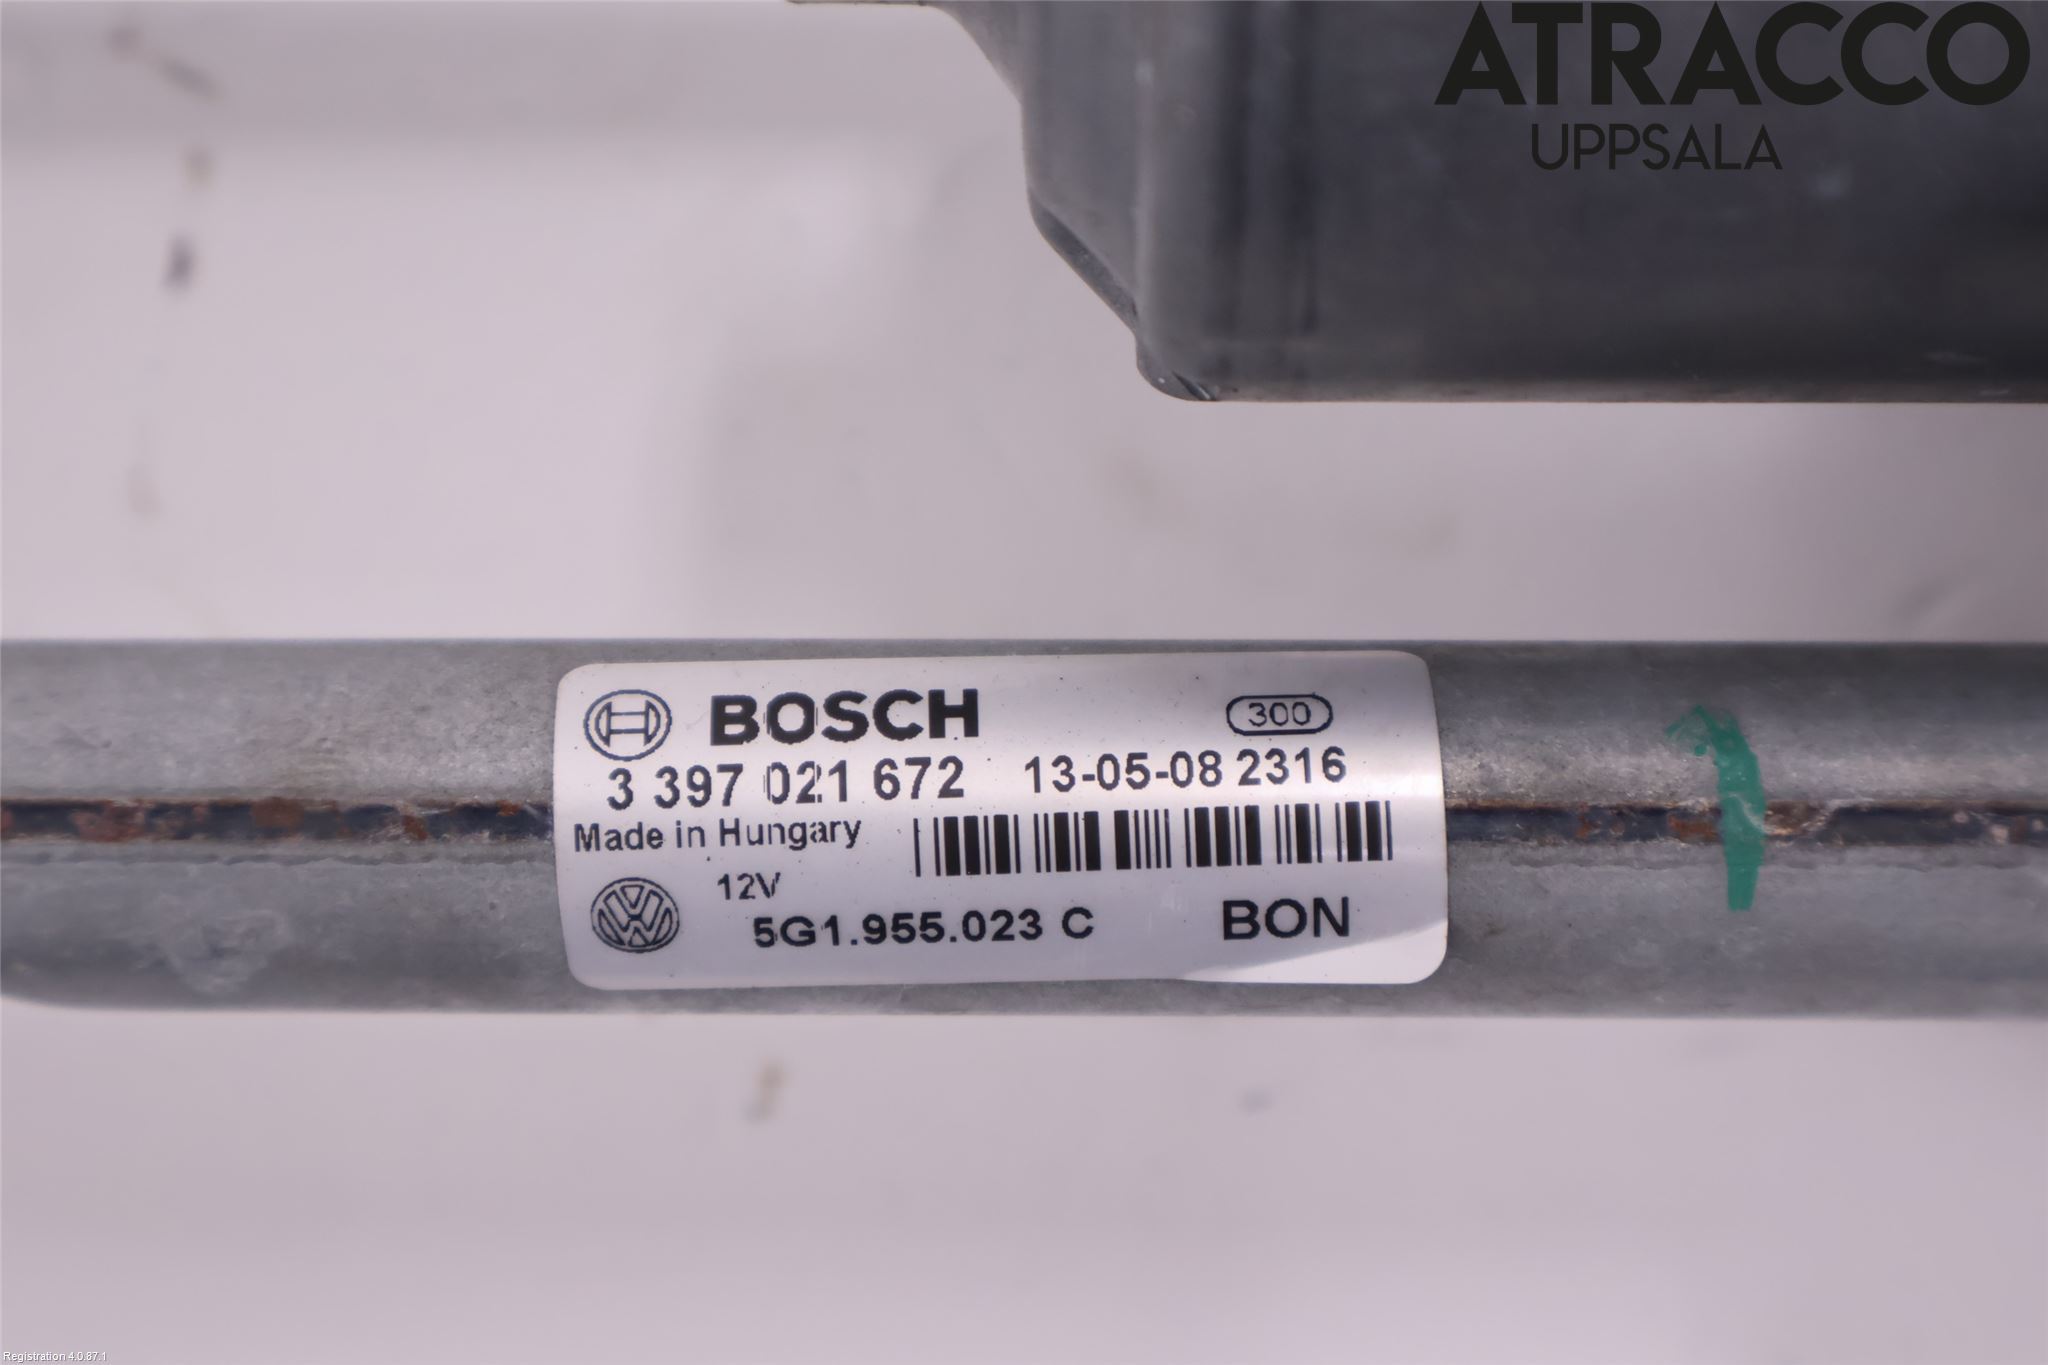 ATRACCO
UPPSALA
BOSCH 300
3 397 021 672 13-05-08 2316
Made in Hungary
12V
5G1.955.023 C BON
Registration 4.0.87.1